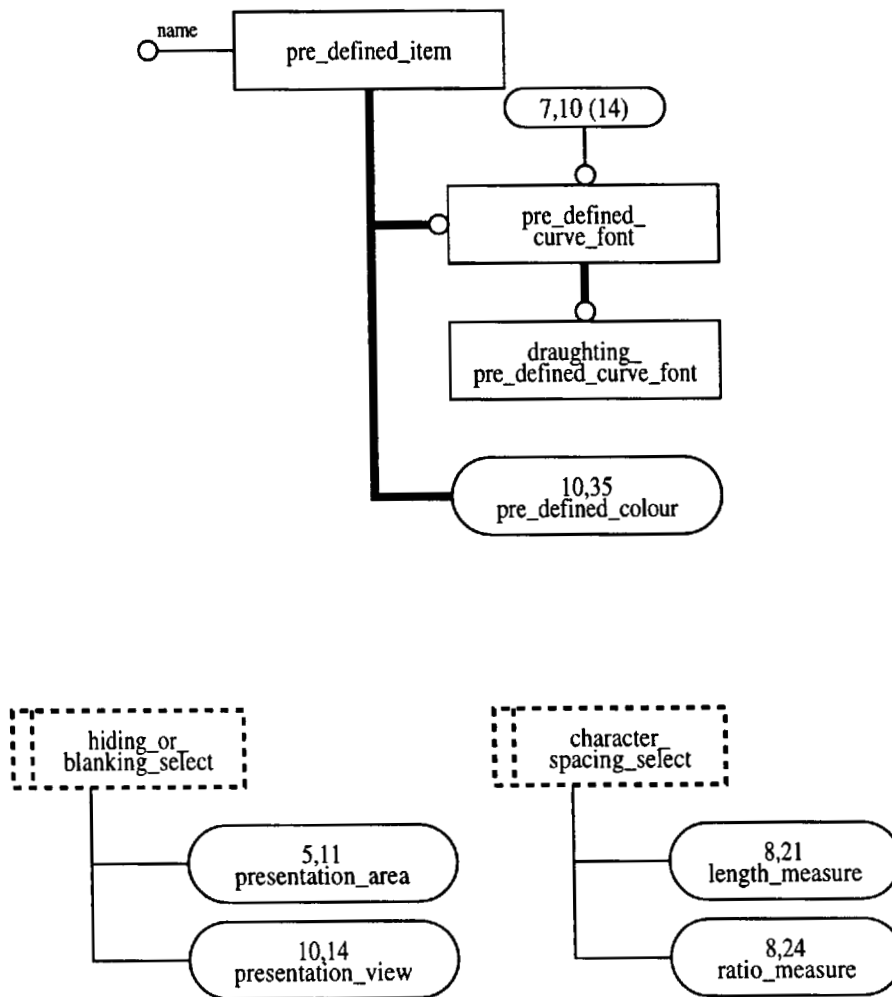 name
pre_defined_item
7,10 (14)
pre_defined_
curve_font
draughting_
pre_defined_curve_font
10,35
pre_defined_colour
hiding_or_
blanking_select
character_
spacing_select
5,11
presentation_area
8,21
length_measure
10,14
presentation_view
8,24
ratio_measure